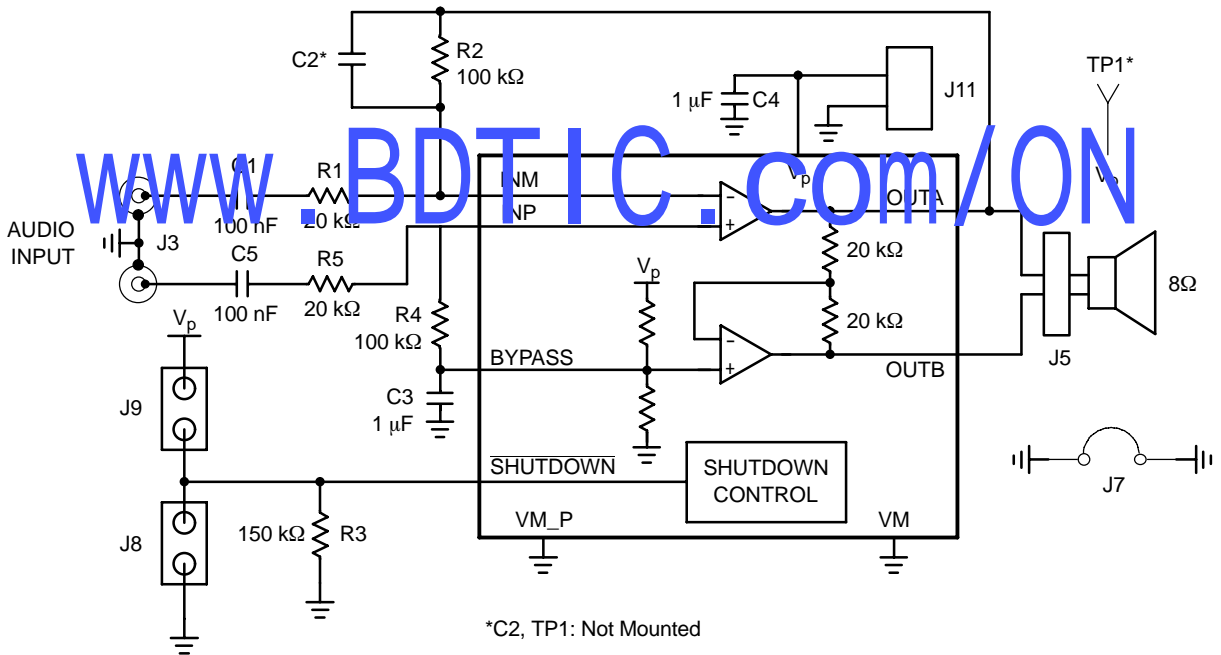 C2*
R2
100 kΩ
TP1*
1 μF
C4
J11
www.BDTIC.com/ON
C1
R1
INM
Vp
Vp
100 nF
20 kΩ
INP
OUTA
AUDIO
INPUT
J3
C5
R5
100 nF
20 kΩ
Vp
20 kΩ
8Ω
R4
100 kΩ
20 kΩ
Vp
BYPASS
OUTB
J5
J9
C3
1 μF
SHUTDOWN
SHUTDOWN
CONTROL
J7
J8
150 kΩ
R3
VM_P
VM
*C2, TP1: Not Mounted